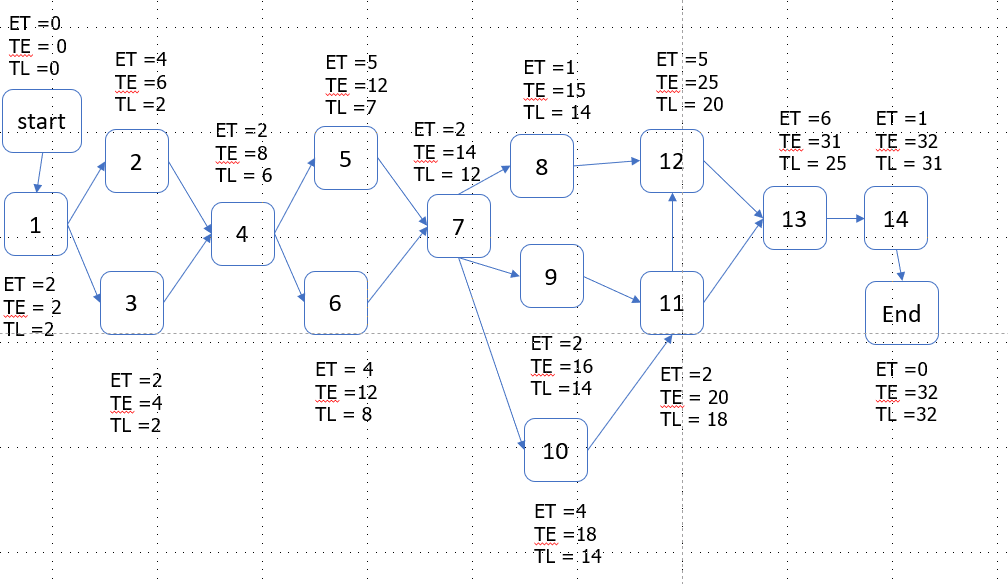 ET =0
TE = 0
TL =0
start
1
ET =2
TE = 2
TL =2
ET =4
TE =6
TL =2
2
3
ET =2
TE =4
TL =2
ET =2
TE =8
TL = 6
4
ET =5
TE =12
TL =7
5
6
ET = 4
TE =12
TL = 8
ET =2
TE =14
TL = 12
7
ET =1
TE =15
TL = 14
8
9
ET =2
TE =16
TL =14
10
ET =4
TE =18
TL = 14
ET =5
TE =25
TL = 20
12
11
ET =2
TE = 20
TL = 18
ET =6
TE =31
TL = 25
13
ET =1
TE =32
TL = 31
14
End
ET =0
TE =32
TL =32